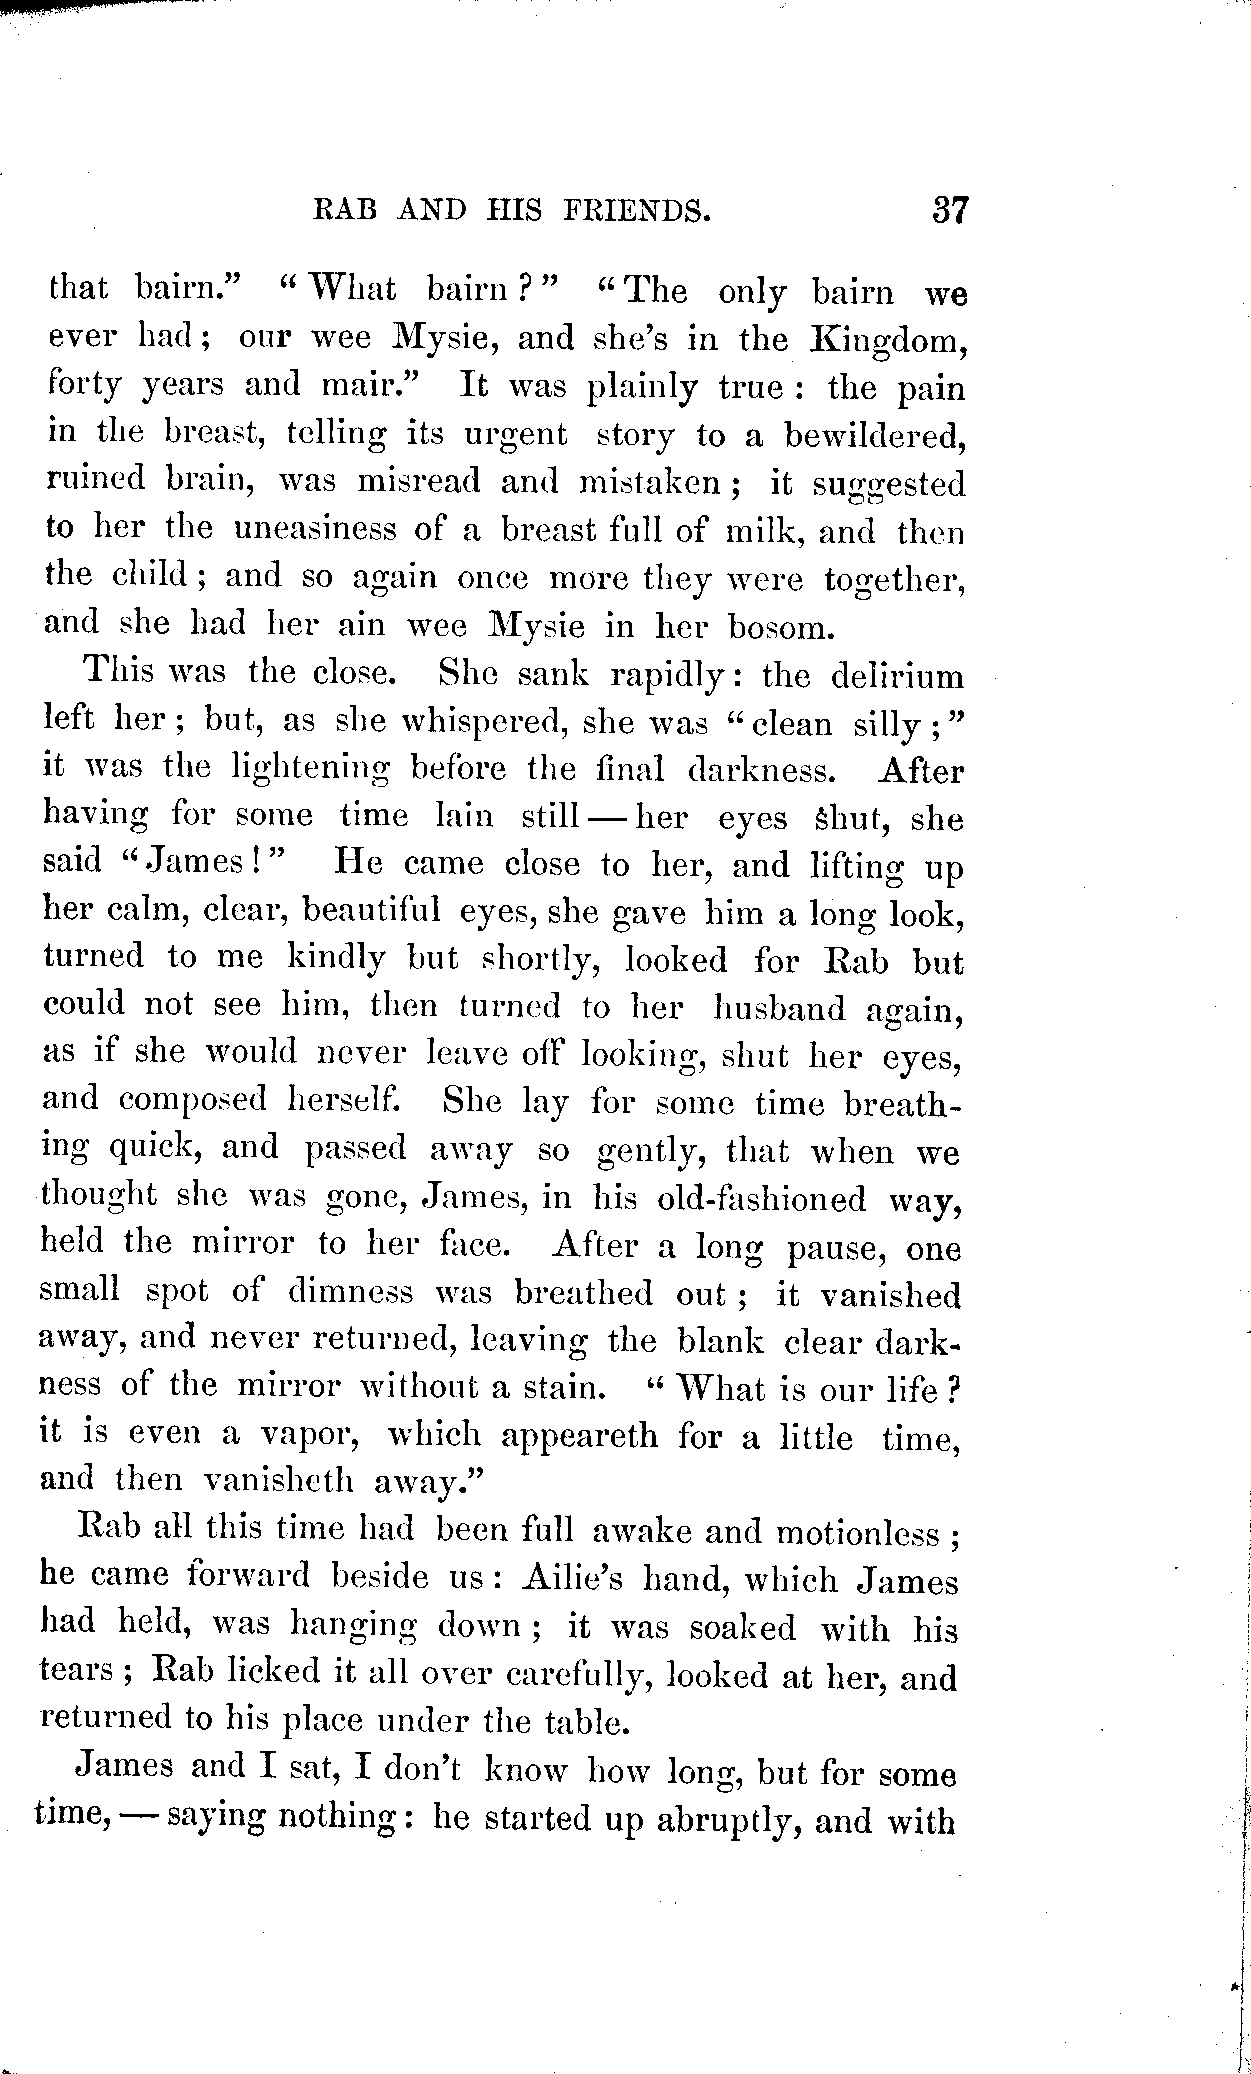 RAB AND HIS FRIENDS. 37
that bairn." "What bairn?" "The only bairn we
ever had; our wee Mysie, and she's in the Kingdom,
forty years and mair." It was plainly true: the pain
in the breast, telling its urgent story to a bewildered,
ruined brain, was misread and mistaken; it suggested
to her the uneasiness of a breast full of milk, and then
the child; and so again once more they were together,
and she had her ain wee Mysie in her bosom.
This was the close. She sank rapidly: the delirium
left her; but, as she whispered, she was "clean silly;"
it was the lightening before the final darkness. After
having for some time lain still — her eyes shut, she
said "James!" He came close to her, and lifting up
her calm, clear, beautiful eyes, she gave him a long look,
turned to me kindly but shortly, looked for Rab but
could not see him, then turned to her husband again,
as if she would never leave off looking, shut her eyes,
and composed herself. She lay for some time breath-
ing quick, and passed away so gently, that when we
thought she was gone, James, in his old-fashioned way,
held the mirror to her face. After a long pause, one
small spot of dimness was breathed out; it vanished
away, and never returned, leaving the blank clear dark-
ness of the mirror without a stain. "What is our life?
it is even a vapor, which appeareth for a little time,
and then vanisheth away."
Rab all this time had been full awake and motionless;
he came forward beside us: Ailie's hand, which James
had held, was hanging down; it was soaked with his
tears; Rab licked it all over carefully, looked at her, and
returned to his place under the table.
James and I sat, I don't know how long, but for some
time, — saying nothing: he started up abruptly, and with